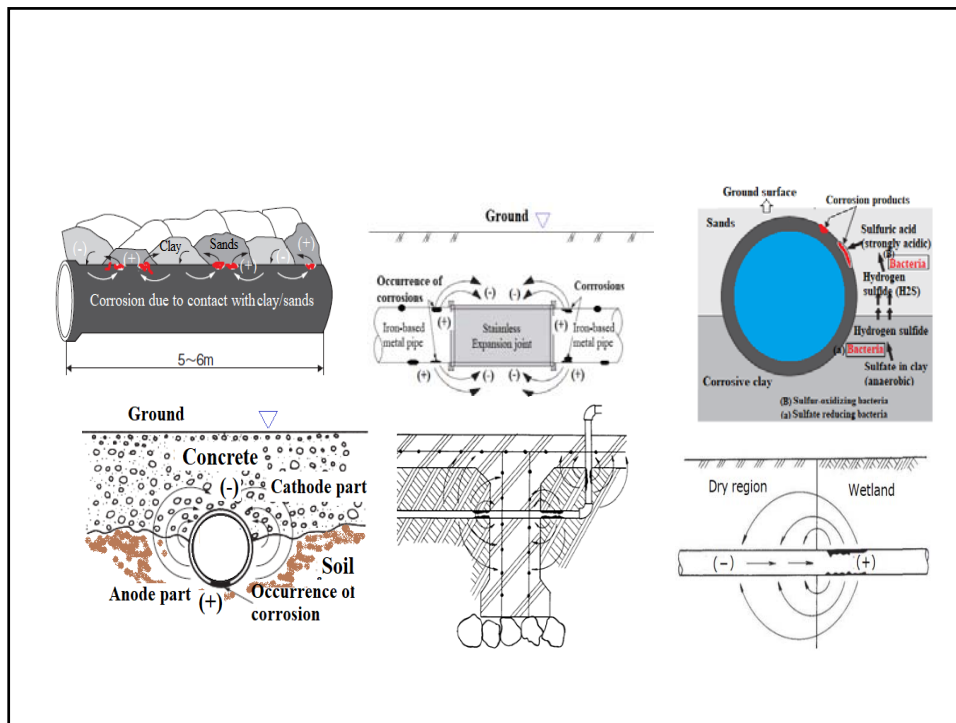 (-)
(+)
Clay
Sands
(+)
(-)
(+)
Corrosion due to contact with clay/sands
5~6m
Ground
Occurrence of
corrosions
(-)
(-)
Corrrosions
(+)
(+)
Iron-based
metal pipe
Staianless
Expansion joint
Iron-based
metal pipe
(+)
(-)
(-)
(+)
Ground surface
Corrosion products
Sands
Sulfuric acid
(strongly acidic)
(B)
Bacteria
Hydrogen
sulfide (H2S)
Hydrogen sulfide
(a) Bacteria
Sulfate in clay
(anaerobic)
Corrosive clay
(B) Sulfur-oxidizing bacteria
(a) Sulfate reducing bacteria
Ground
Concrete
(-)
Cathode part
Soil
Anode part
(+)
Occurrence of
corrosion
Dry region
Wetland
(-)
(+)